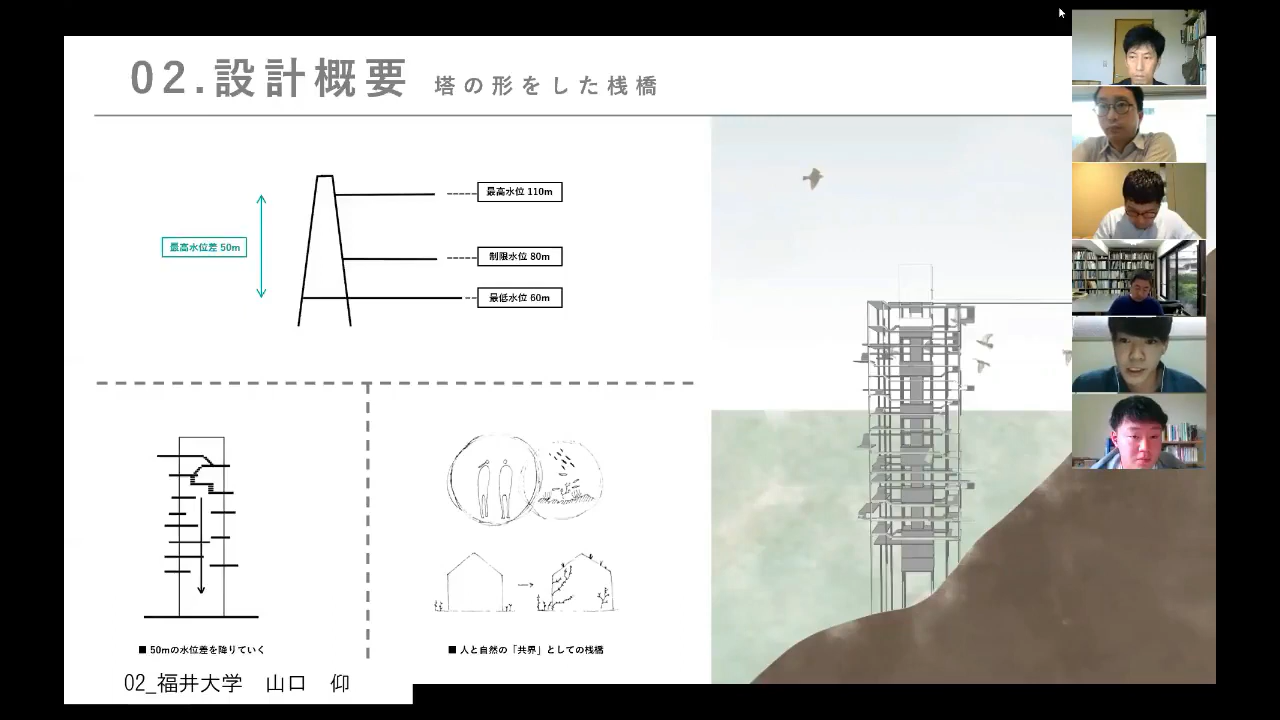 02.設計概要 塔の形をした桟橋
最高水位 110m
最高水位差 50m
制限水位 80m
最低水位 60m
■ 50mの水位差を降りていく
■ 人と自然の「共界」としての桟橋
02_福井大学 山口 仰